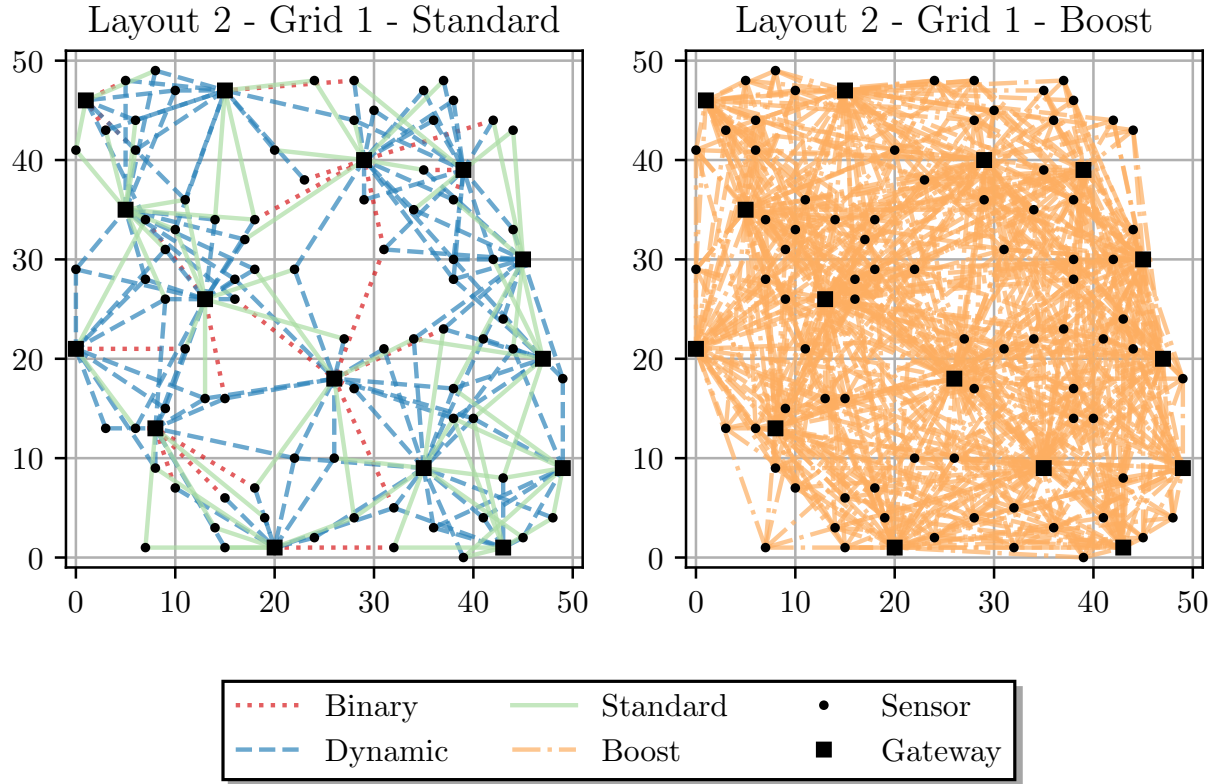 Layout 2 - Grid 1 - Standard
50
40
30
20
10
0
0 10 20 30 40 50
Layout 2 - Grid 1 - Boost
50
40
30
20
10
0
0 10 20 30 40 50
Binary Standard Sensor
Dynamic Boost Gateway